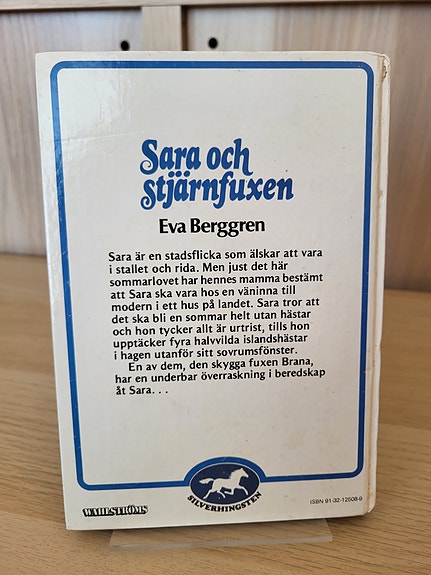 Sara och
stjärnfuxen
Eva Berggren
Sara är en stadsflicka som älskar att vara
i stallet och rida. Men just det här
sommarlovet har hennes mamma bestämt
att Sara ska vara hos en väninna till
modern i ett hus på landet. Sara tror att
det ska bli en sommar helt utan hästar
och hon tycker allt är urtrist, tills hon
upptäcker fyra halvvilda islandshästar
i hagen utanför sitt sovrumsfönster.
En av dem, den skygga fuxen Brana,
har en underbar överraskning i beredskap
åt Sara. . .
SILVERHINGSTEN
WAHLSTRÖMS
ISBN 91-32-12508-9